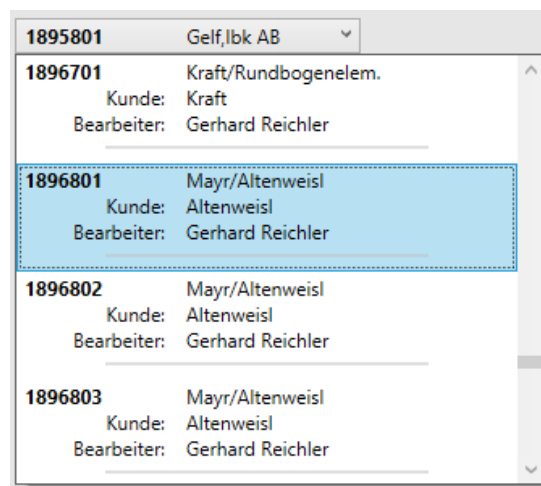 1895801 Gelf,lbk AB
1896701 Kraft/Rundbogenelem.
Kunde: Kraft
Bearbeiter: Gerhard Reichler
1896801 Mayr/Altenweisl
Kunde: Altenweisl
Bearbeiter: Gerhard Reichler
1896802 Mayr/Altenweisl
Kunde: Altenweisl
Bearbeiter: Gerhard Reichler
1896803 Mayr/Altenweisl
Kunde: Altenweisl
Bearbeiter: Gerhard Reichler